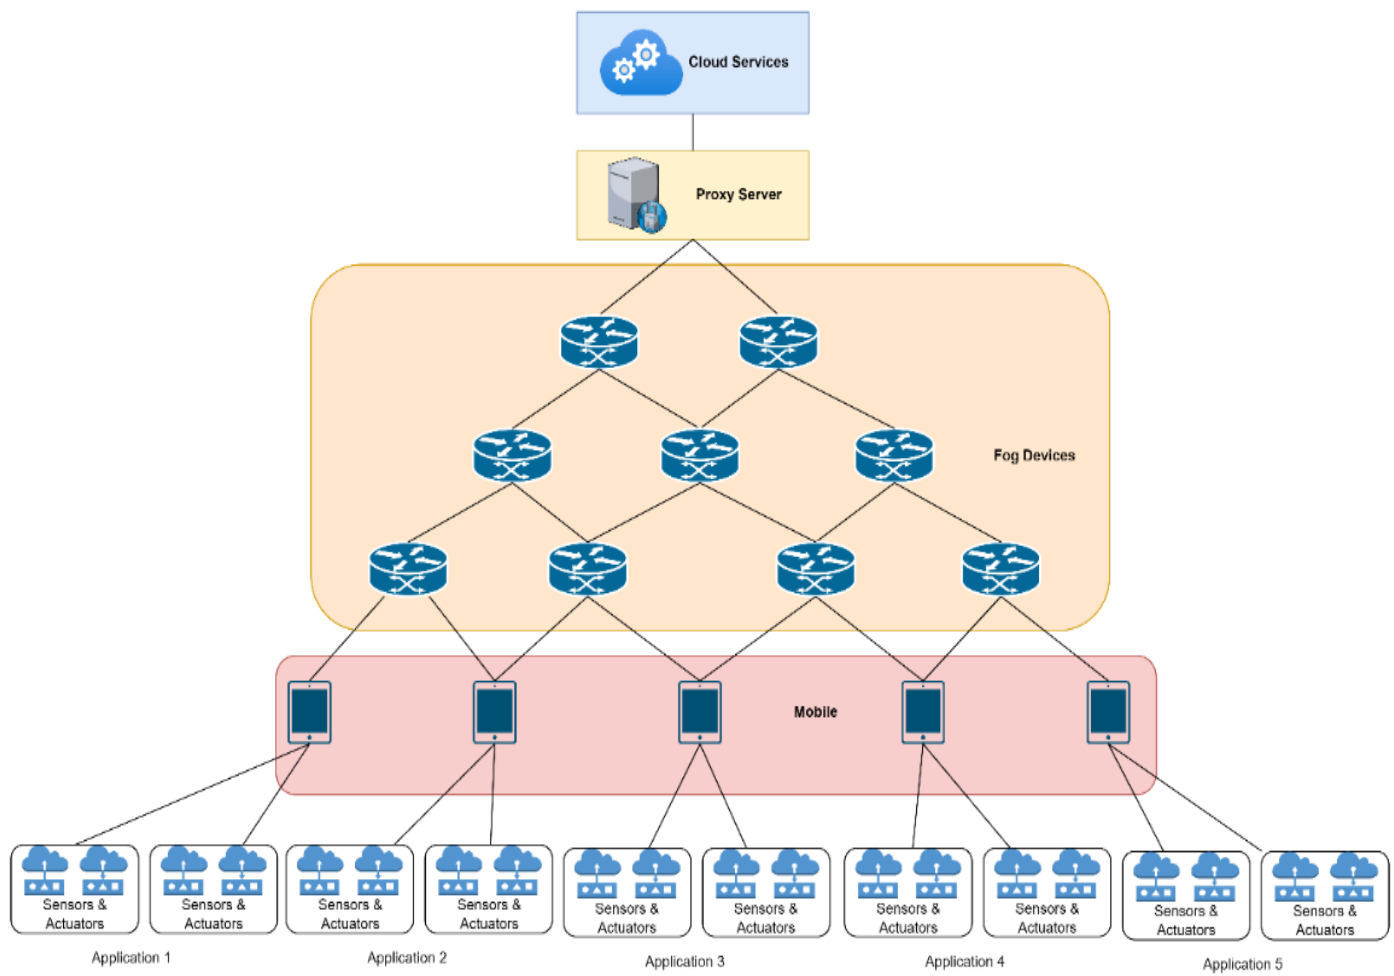 Cloud Services
Proxy Server
Fog Devices
Mobile
Sensors &
Actuators
Sensors &
Actuators
Sensors &
Actuators
Sensors &
Actuators
Sensors &
Actuators
Sensors &
Actuators
Sensors &
Actuators
Sensors &
Actuators
Sensors &
Actuators
Sensors &
Actuators
Application 1
Application 2
Application 3
Application 4
Application 5